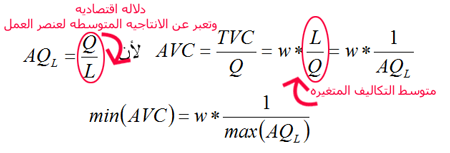 دلاله اقتصاديه
وتعبر عن الانتاجيه المتوسطه لعنصر العمل
AQ_L = Q/L لأن AVC = TVC/Q = w * L/Q = w * 1/AQ_L
متوسط التكاليف المتغيره
min(AVC) = w * 1/max(AQ_L)